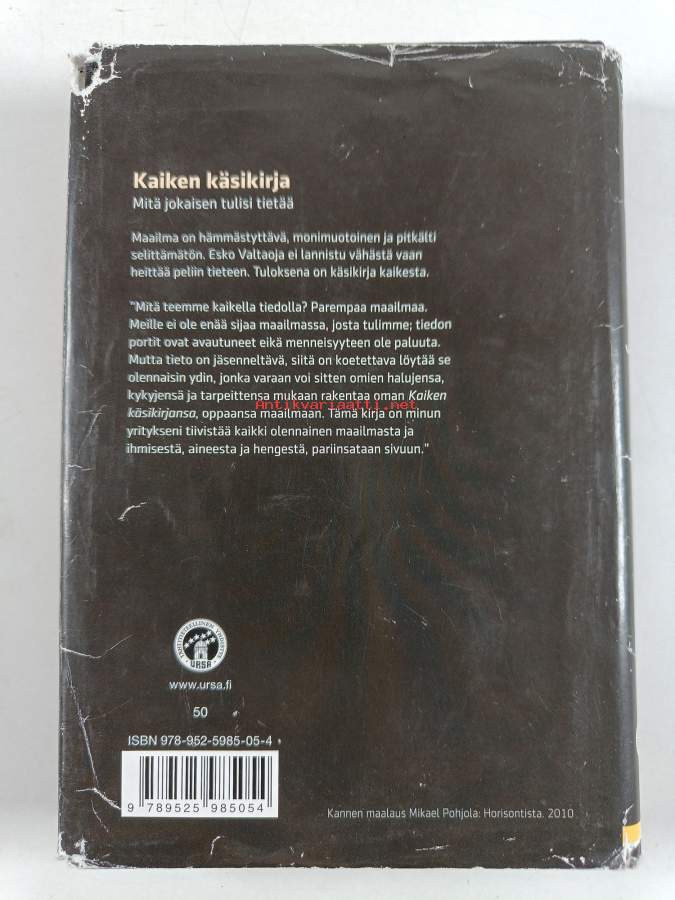 Kaiken käsikirja
Mitä jokaisen tulisi tietää
Maailma on hämmästyttävä, monimuotoinen ja pitkälti
selittämätön. Esko Valtaoja ei lannistu vähästä vaan
heittää peliin tieteen. Tuloksena on käsikirja kaikesta.
"Mitä teemme kaikella tiedolla? Parempaa maailmaa.
Meille ei ole enää sijaa maailmassa, josta tulimme; tiedon
portit ovat avautuneet eikä menneisyyteen ole paluuta.
Mutta tieto on jäsenneltävä, siitä on koetettava löytää se
olennaisin ydin, jonka varaan voi sitten omien halujensa,
kykyjensä ja tarpeittensa mukaan rakentaa oman Kaiken
käsikirjansa, oppaansa maailmaan. Tämä kirja on minun
yritykseni tiivistää kaikki olennainen maailmasta ja
ihmisestä, aineesta ja hengestä, pariinsataan sivuun."
Antikvariaatti.net
TÄHTITIETEELLINEN YHDISTYS
URSA
www.ursa.fi
50
ISBN 978-952-5985-05-4
9 789525 985054
Kannen maalaus Mikael Pohjola: Horisontista. 2010